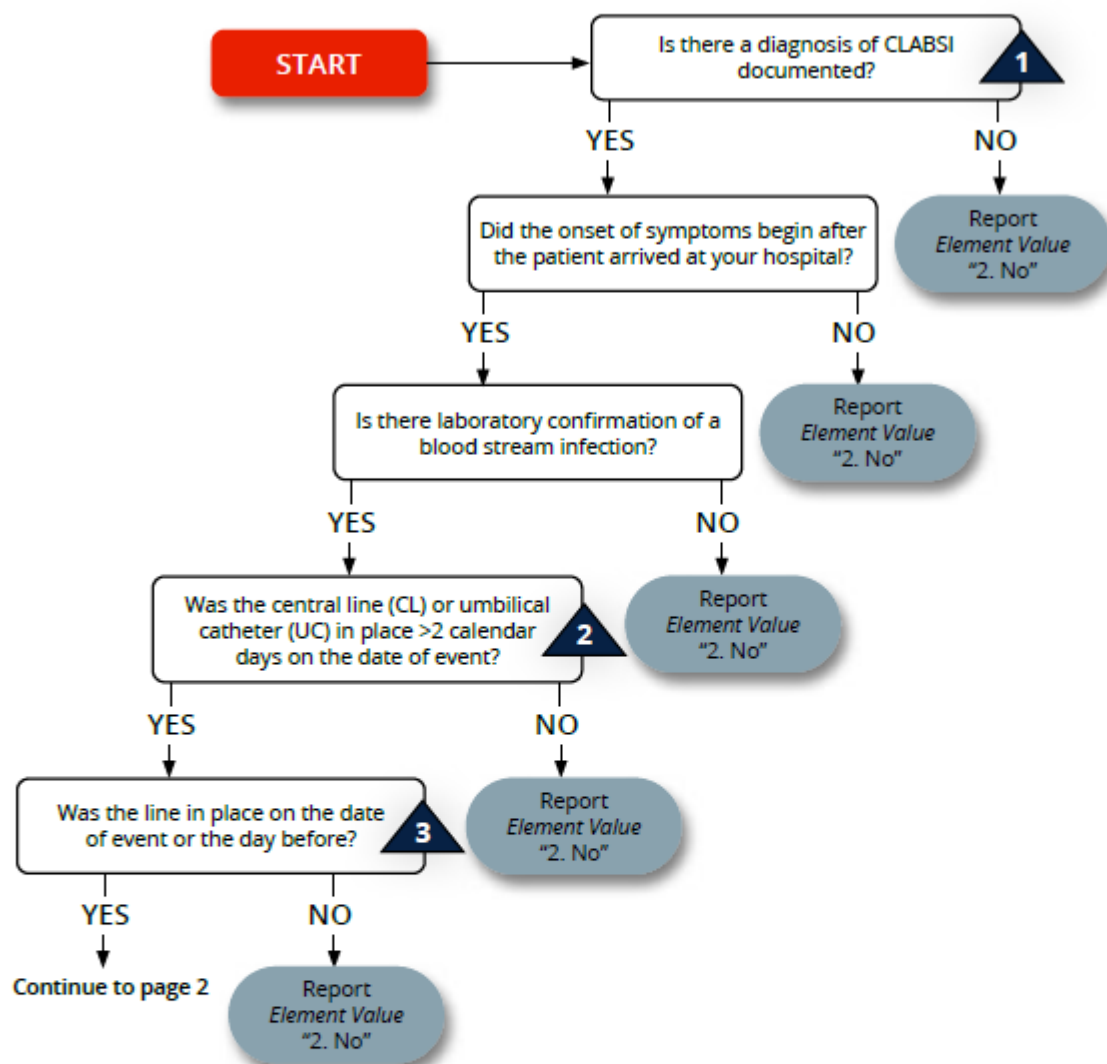 START
Is there a diagnosis of CLABSI
documented?
1
YES
NO
Report
Element Value
"2. No"
Did the onset of symptoms begin after
the patient arrived at your hospital?
YES
NO
Report
Element Value
"2. No"
Is there laboratory confirmation of a
blood stream infection?
YES
NO
Report
Element Value
"2. No"
Was the central line (CL) or umbilical
catheter (UC) in place >2 calendar
days on the date of event?
2
YES
NO
Report
Element Value
"2. No"
Was the line in place on the date
of event or the day before?
3
YES
NO
Continue to page 2
Report
Element Value
"2. No"